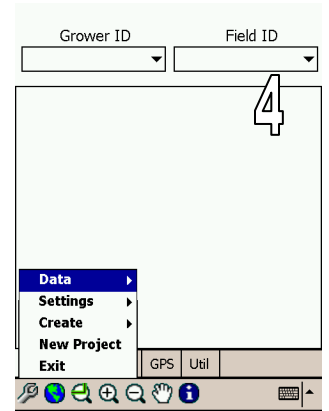 Grower ID Field ID
4
Data
Settings
Create
New Project
Exit GPS Util